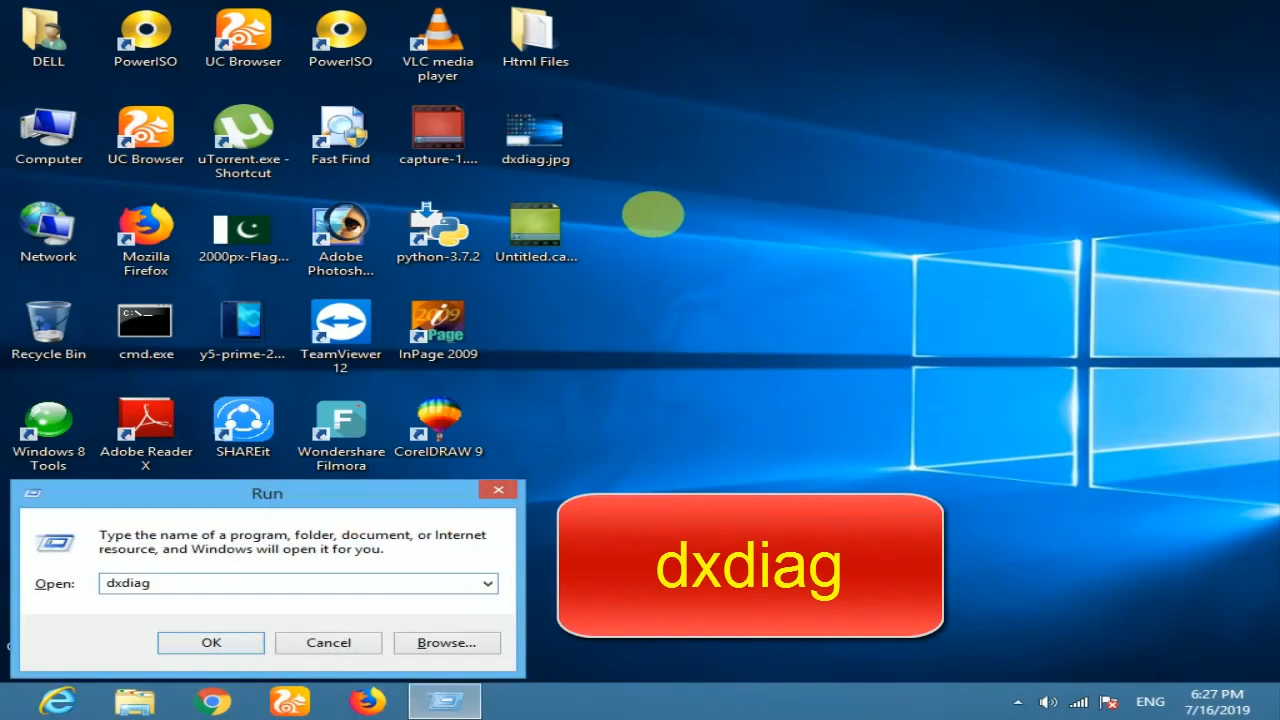 DELL
PowerISO
UC Browser
PowerISO
VLC media
player
Html Files
Computer
UC Browser
uTorrent.exe -
Shortcut
Fast Find
capture-1....
dxdiag.jpg
Network
Mozilla
Firefox
2000px-Flag...
Adobe
Photosh...
python-3.7.2
Untitled.ca...
Recycle Bin
C:\_
cmd.exe
y5-prime-2...
TeamViewer
12
2009
Page
InPage 2009
Windows 8
Tools
Adobe Reader
X
SHAREit
F
Wondershare
Filmora
CorelDRAW 9
Run
Type the name of a program, folder, document, or Internet
resource, and Windows will open it for you.
Open:
dxdiag
OK
Cancel
Browse...
dxdiag
ENG
6:27 PM
7/16/2019